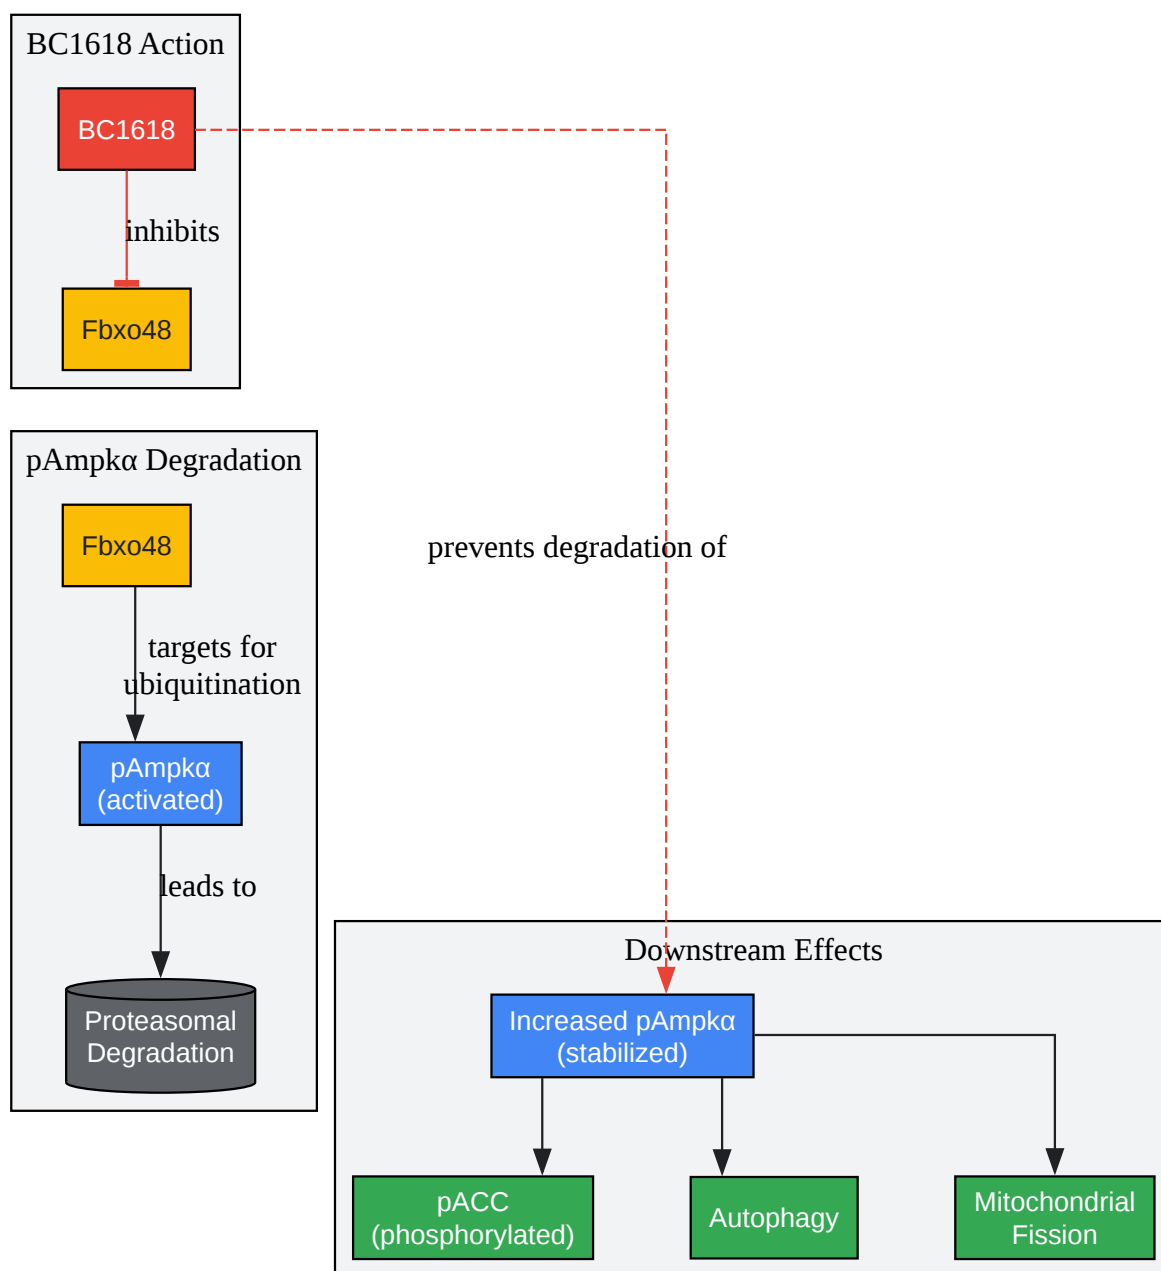 BC1618 Action
BC1618
inhibits
Fbxo48
pAmpkα Degradation
Fbxo48
targets for
ubiquitination
pAmpkα
(activated)
leads to
Proteasomal
Degradation
prevents degradation of
Downstream Effects
Increased pAmpkα
(stabilized)
pACC
(phosphorylated)
Autophagy
Mitochondrial
Fission